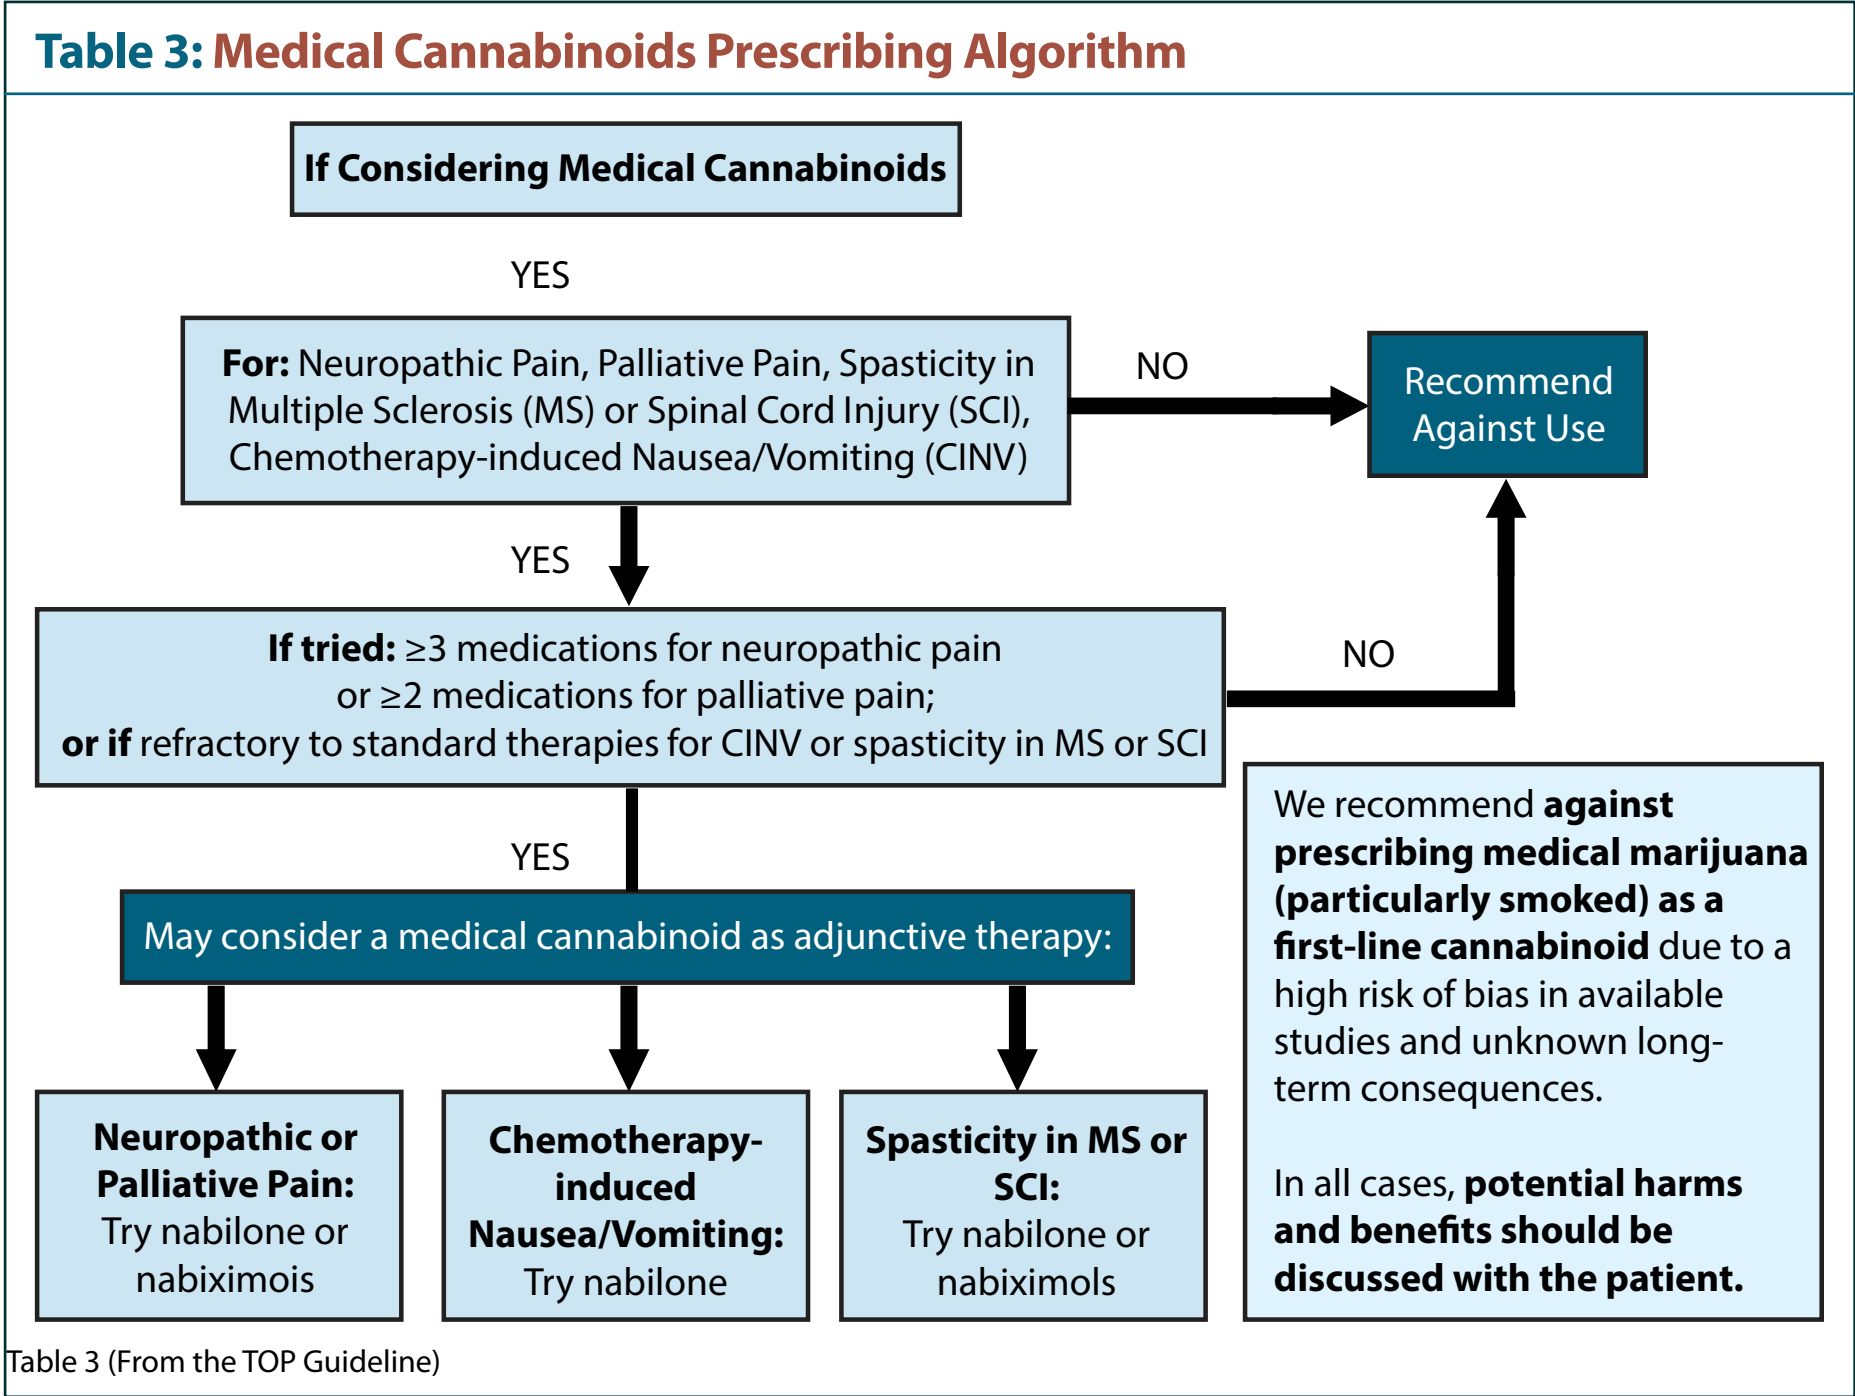 Table 3: Medical Cannabinoids Prescribing Algorithm
If Considering Medical Cannabinoids
YES
For: Neuropathic Pain, Palliative Pain, Spasticity in
Multiple Sclerosis (MS) or Spinal Cord Injury (SCI),
Chemotherapy-induced Nausea/Vomiting (CINV)
NO
Recommend
Against Use
YES
If tried: ≥3 medications for neuropathic pain
or ≥2 medications for palliative pain;
or if refractory to standard therapies for CINV or spasticity in MS or SCI
NO
YES
May consider a medical cannabinoid as adjunctive therapy:
Neuropathic or
Palliative Pain:
Try nabilone or
nabiximois
Chemotherapy-
induced
Nausea/Vomiting:
Try nabilone
Spasticity in MS or
SCI:
Try nabilone or
nabiximols
We recommend against
prescribing medical marijuana
(particularly smoked) as a
first-line cannabinoid due to a
high risk of bias in available
studies and unknown long-
term consequences.
In all cases, potential harms
and benefits should be
discussed with the patient.
Table 3 (From the TOP Guideline)